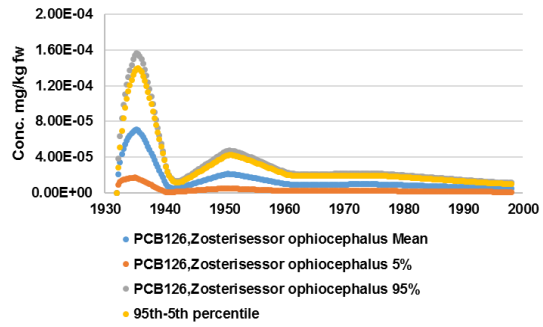 2.00E-04
1.60E-04
1.20E-04
8.00E-05
4.00E-05
0.00E+00
Conc. mg/kg fw
1930 1940 1950 1960 1970 1980 1990 2000
PCB126,Zosterisessor ophiocephalus Mean
PCB126,Zosterisessor ophiocephalus 5%
PCB126,Zosterisessor ophiocephalus 95%
95th-5th percentile